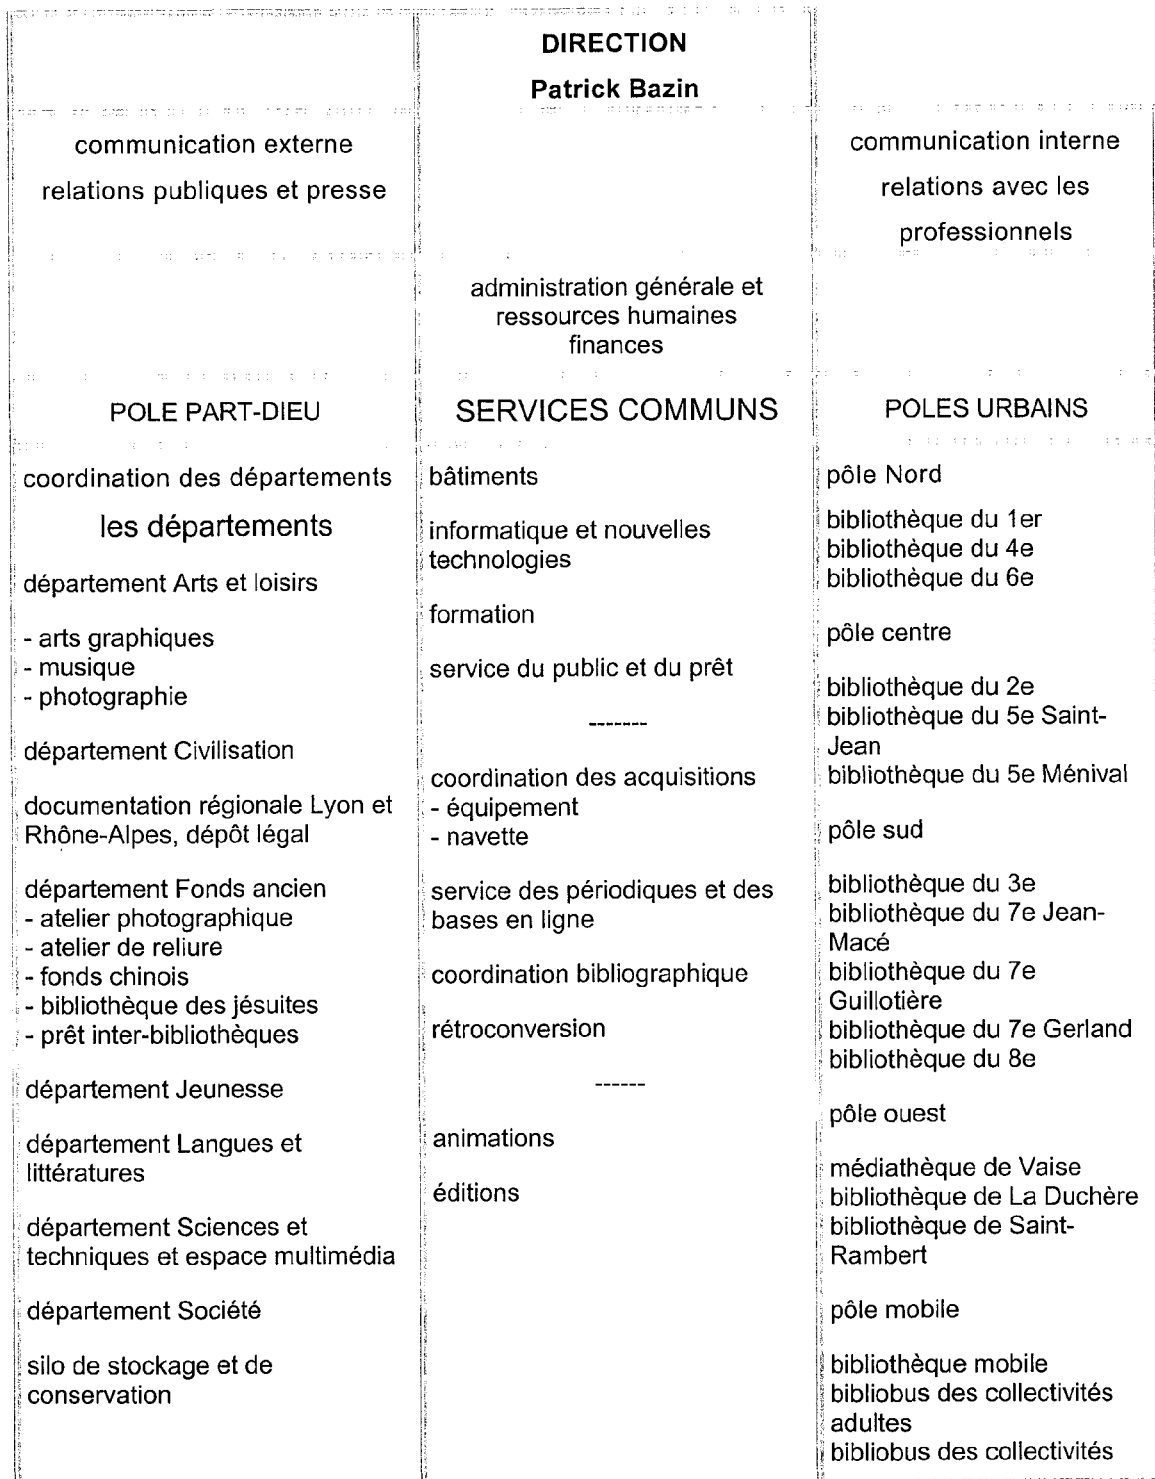 DIRECTION
Patrick Bazin
communication externe
relations publiques et presse
communication interne
relations avec les
professionnels
administration générale et
ressources humaines
finances
POLE PART-DIEU
SERVICES COMMUNS
POLES URBAINS
coordination des départements
les départements
département Arts et loisirs
- arts graphiques
- musique
- photographie
département Civilisation
documentation régionale Lyon et
Rhône-Alpes, dépôt légal
département Fonds ancien
- atelier photographique
- atelier de reliure
- fonds chinois
- bibliothèque des jésuites
- prêt inter-bibliothèques
département Jeunesse
département Langues et
littératures
département Sciences et
techniques et espace multimédia
département Société
silo de stockage et de
conservation
bâtiments
informatique et nouvelles
technologies
formation
service du public et du prêt
-------
coordination des acquisitions
- équipement
- navette
service des périodiques et des
bases en ligne
coordination bibliographique
rétroconversion
------
animations
éditions
pôle Nord
bibliothèque du 1er
bibliothèque du 4e
bibliothèque du 6e
pôle centre
bibliothèque du 2e
bibliothèque du 5e Saint-
Jean
bibliothèque du 5e Ménival
pôle sud
bibliothèque du 3e
bibliothèque du 7e Jean-
Macé
bibliothèque du 7e
Guillotière
bibliothèque du 7e Gerland
bibliothèque du 8e
pôle ouest
médiathèque de Vaise
bibliothèque de La Duchère
bibliothèque de Saint-
Rambert
pôle mobile
bibliothèque mobile
bibliobus des collectivités
adultes
bibliobus des collectivités